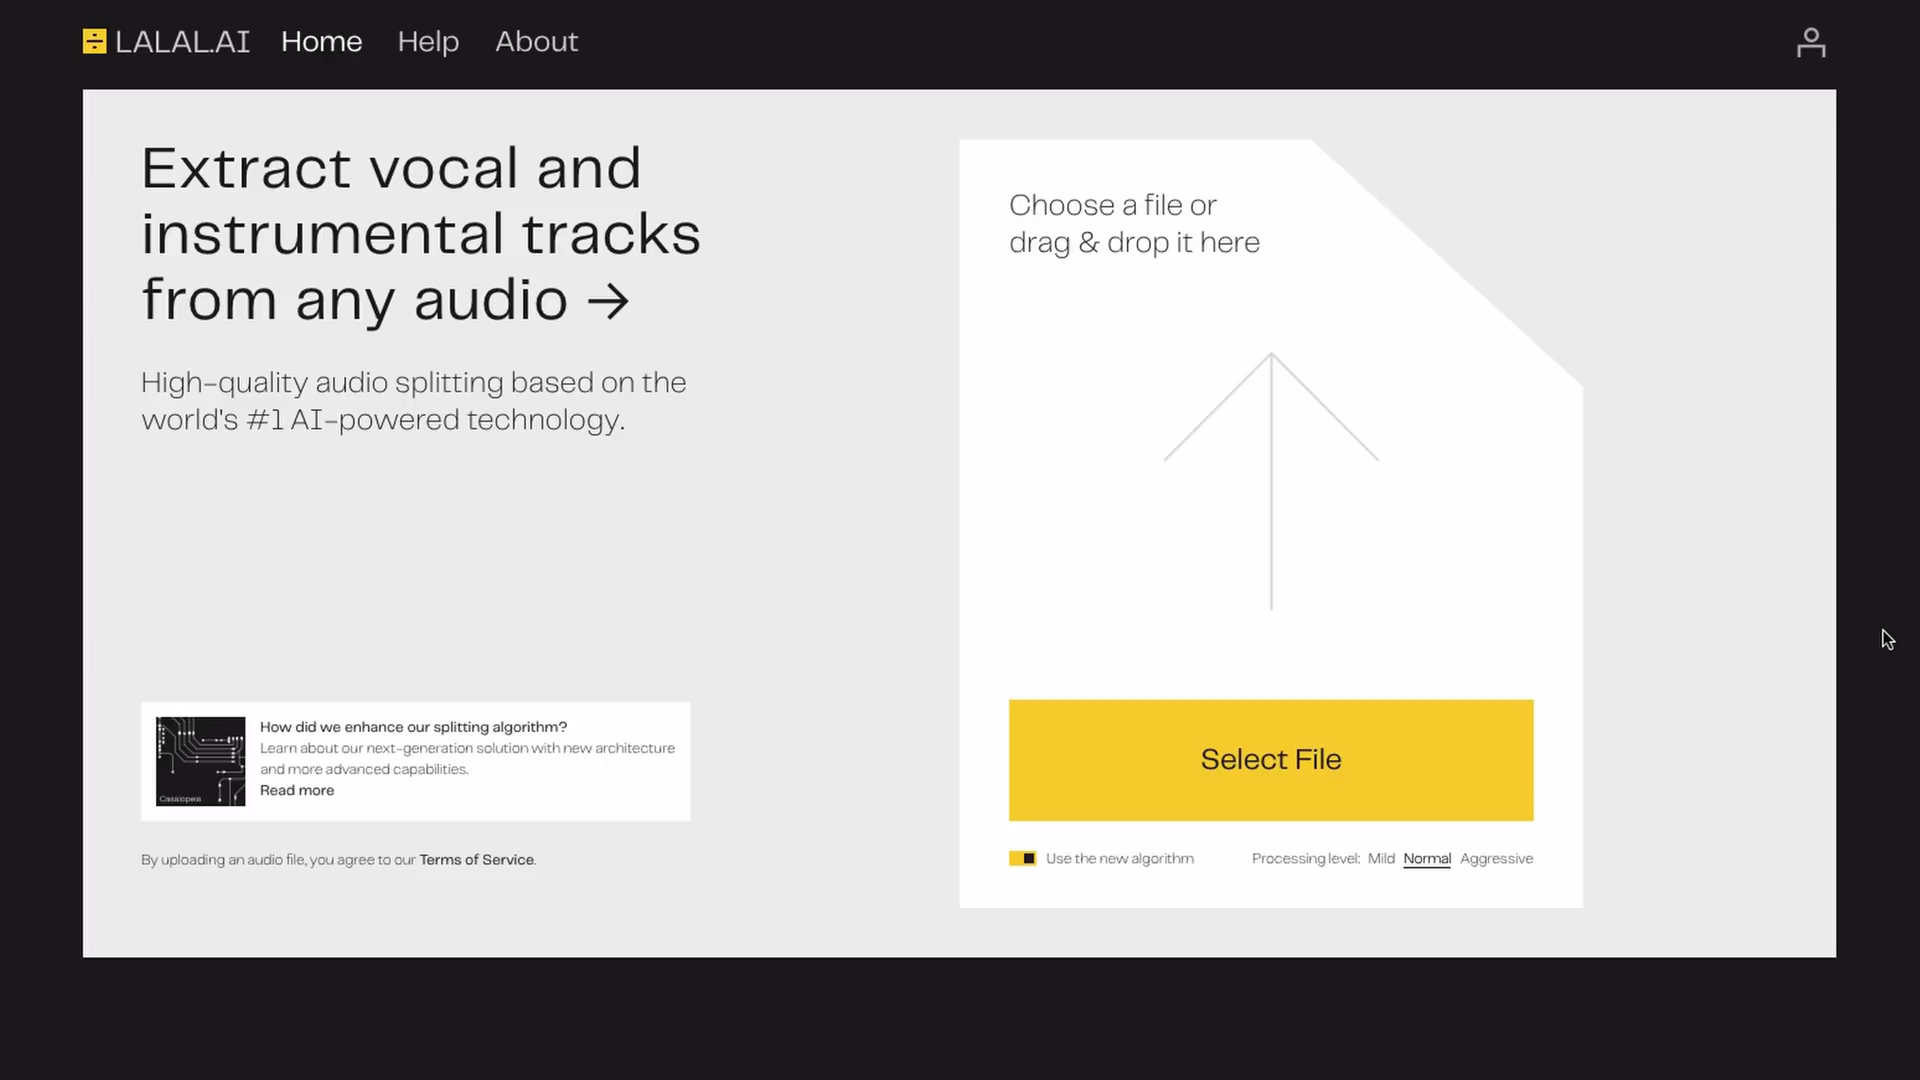 LALAL.AI Home Help About
Extract vocal and
instrumental tracks
from any audio →
High-quality audio splitting based on the
world's #1 AI-powered technology.
How did we enhance our splitting algorithm?
Learn about our next-generation solution with new architecture
and more advanced capabilities.
Read more
Cassiopeia
By uploading an audio file, you agree to our Terms of Service.
Choose a file or
drag & drop it here
Select File
Use the new algorithm
Processing level: Mild Normal Aggressive